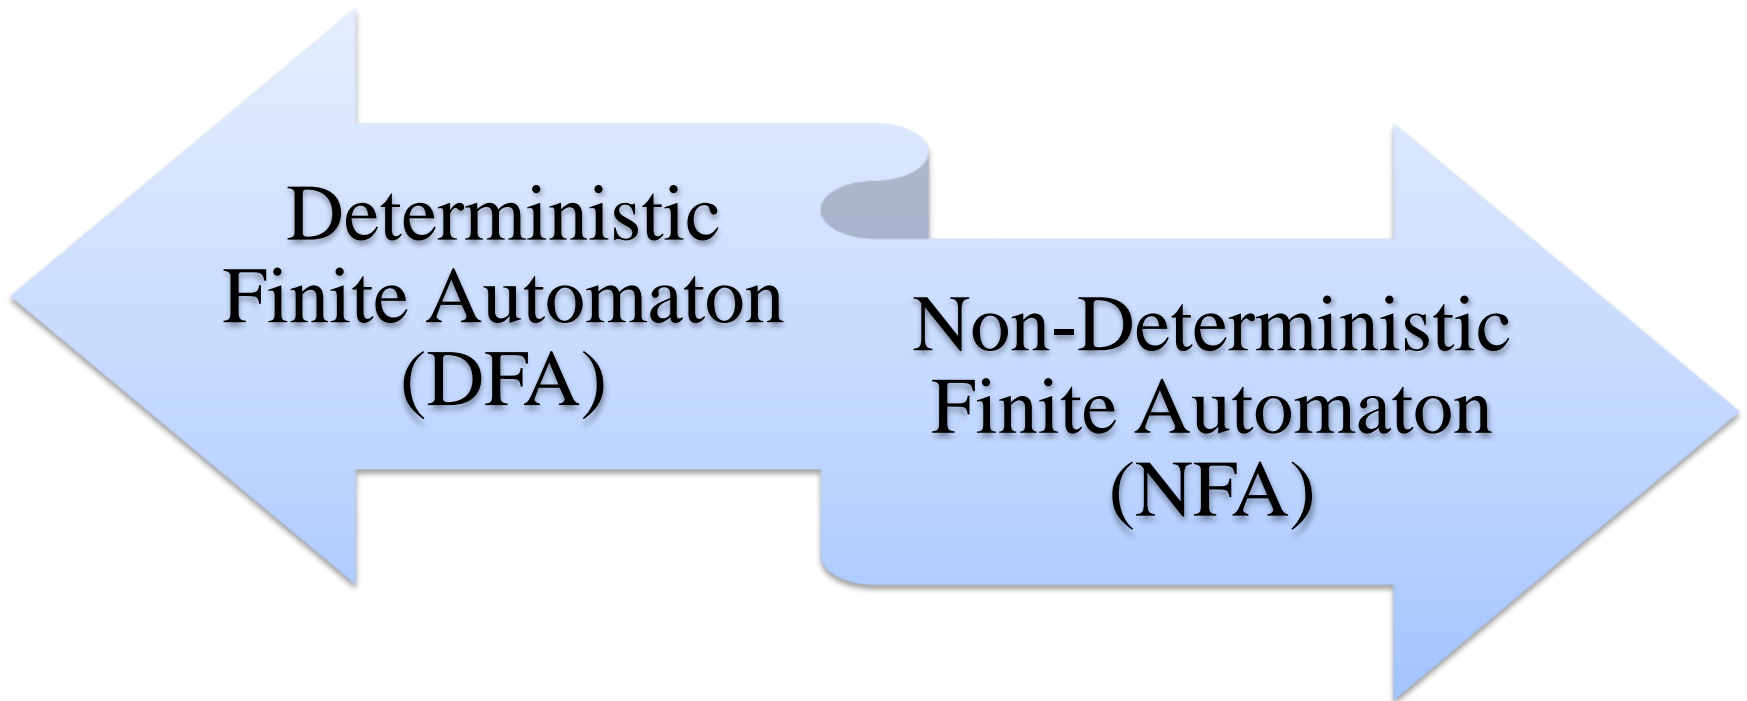 Deterministic
Finite Automaton
(DFA)
Non-Deterministic
Finite Automaton
(NFA)